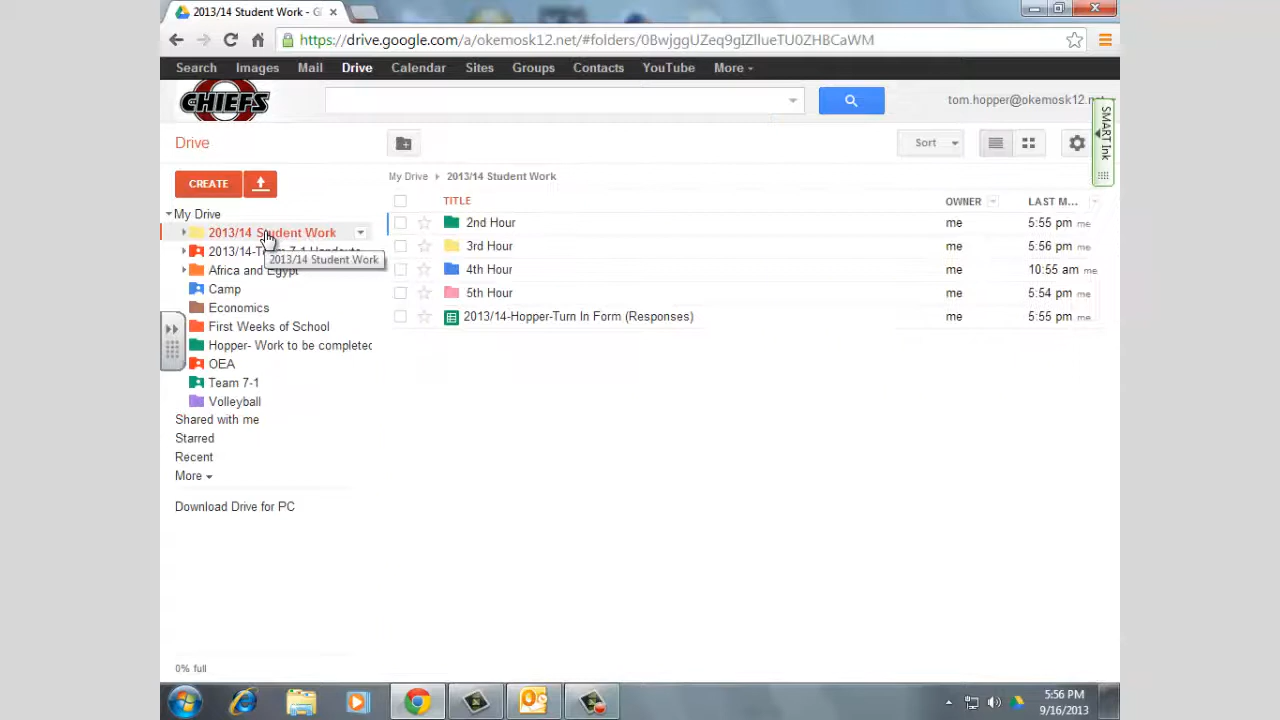 2013/14 Student Work - G
https://drive.google.com/a/okemosk12.net/#folders/0BwjggUZeq9gIZlIueTU0ZHBCaWM
Search Images Mail Drive Calendar Sites Groups Contacts YouTube More
CHIEFS
tom.hopper@okemosk12.net
SMART Ink
Drive
Sort
CREATE
My Drive
2013/14 Student Work
2013/14 Student Work
Africa and Egypt
Camp
Economics
First Weeks of School
Hopper- Work to be completed
OEA
Team 7-1
Volleyball
Shared with me
Starred
Recent
More
Download Drive for PC
0% full
My Drive 2013/14 Student Work
TITLE OWNER LAST M...
2nd Hour me 5:55 pm me
3rd Hour me 5:56 pm me
4th Hour me 10:55 am me
5th Hour me 5:54 pm me
2013/14-Hopper-Turn In Form (Responses) me 5:55 pm me
5:56 PM
9/16/2013